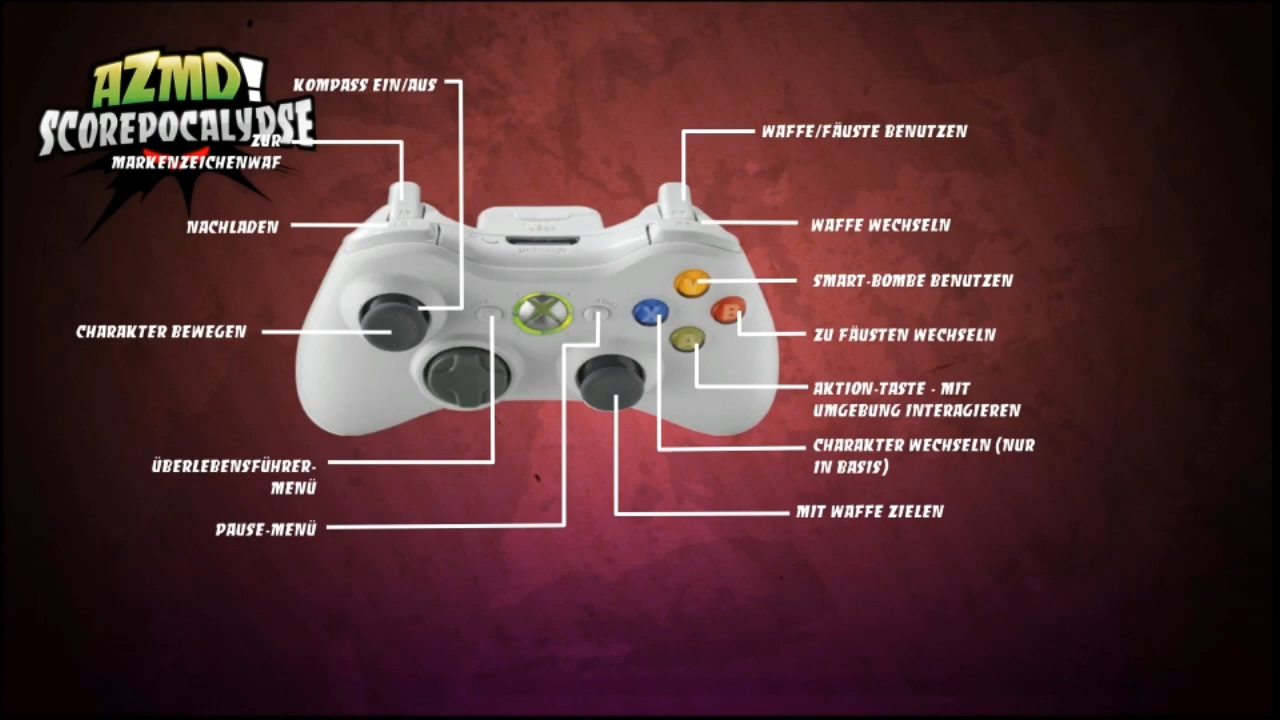 AZMD!
SCOREPOCALYPSE
KOMPASS EIN/AUS
ZUR
MARKENZEICHENWAF
NACHLADEN
CHARAKTER BEWEGEN
ÜBERLEBENSFÜHRER-
MENÜ
PAUSE-MENÜ
WAFFE/FÄUSTE BENUTZEN
WAFFE WECHSELN
SMART-BOMBE BENUTZEN
ZU FÄUSTEN WECHSELN
AKTION-TASTE - MIT
UMGEBUNG INTERAGIEREN
CHARAKTER WECHSELN (NUR
IN BASIS)
MIT WAFFE ZIELEN
Y
X
B
A